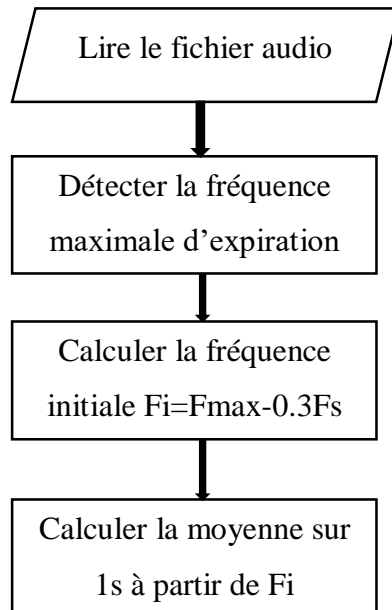 Lire le fichier audio
Détecter la fréquence
maximale d’expiration
Calculer la fréquence
initiale Fi=Fmax-0.3Fs
Calculer la moyenne sur
1s à partir de Fi